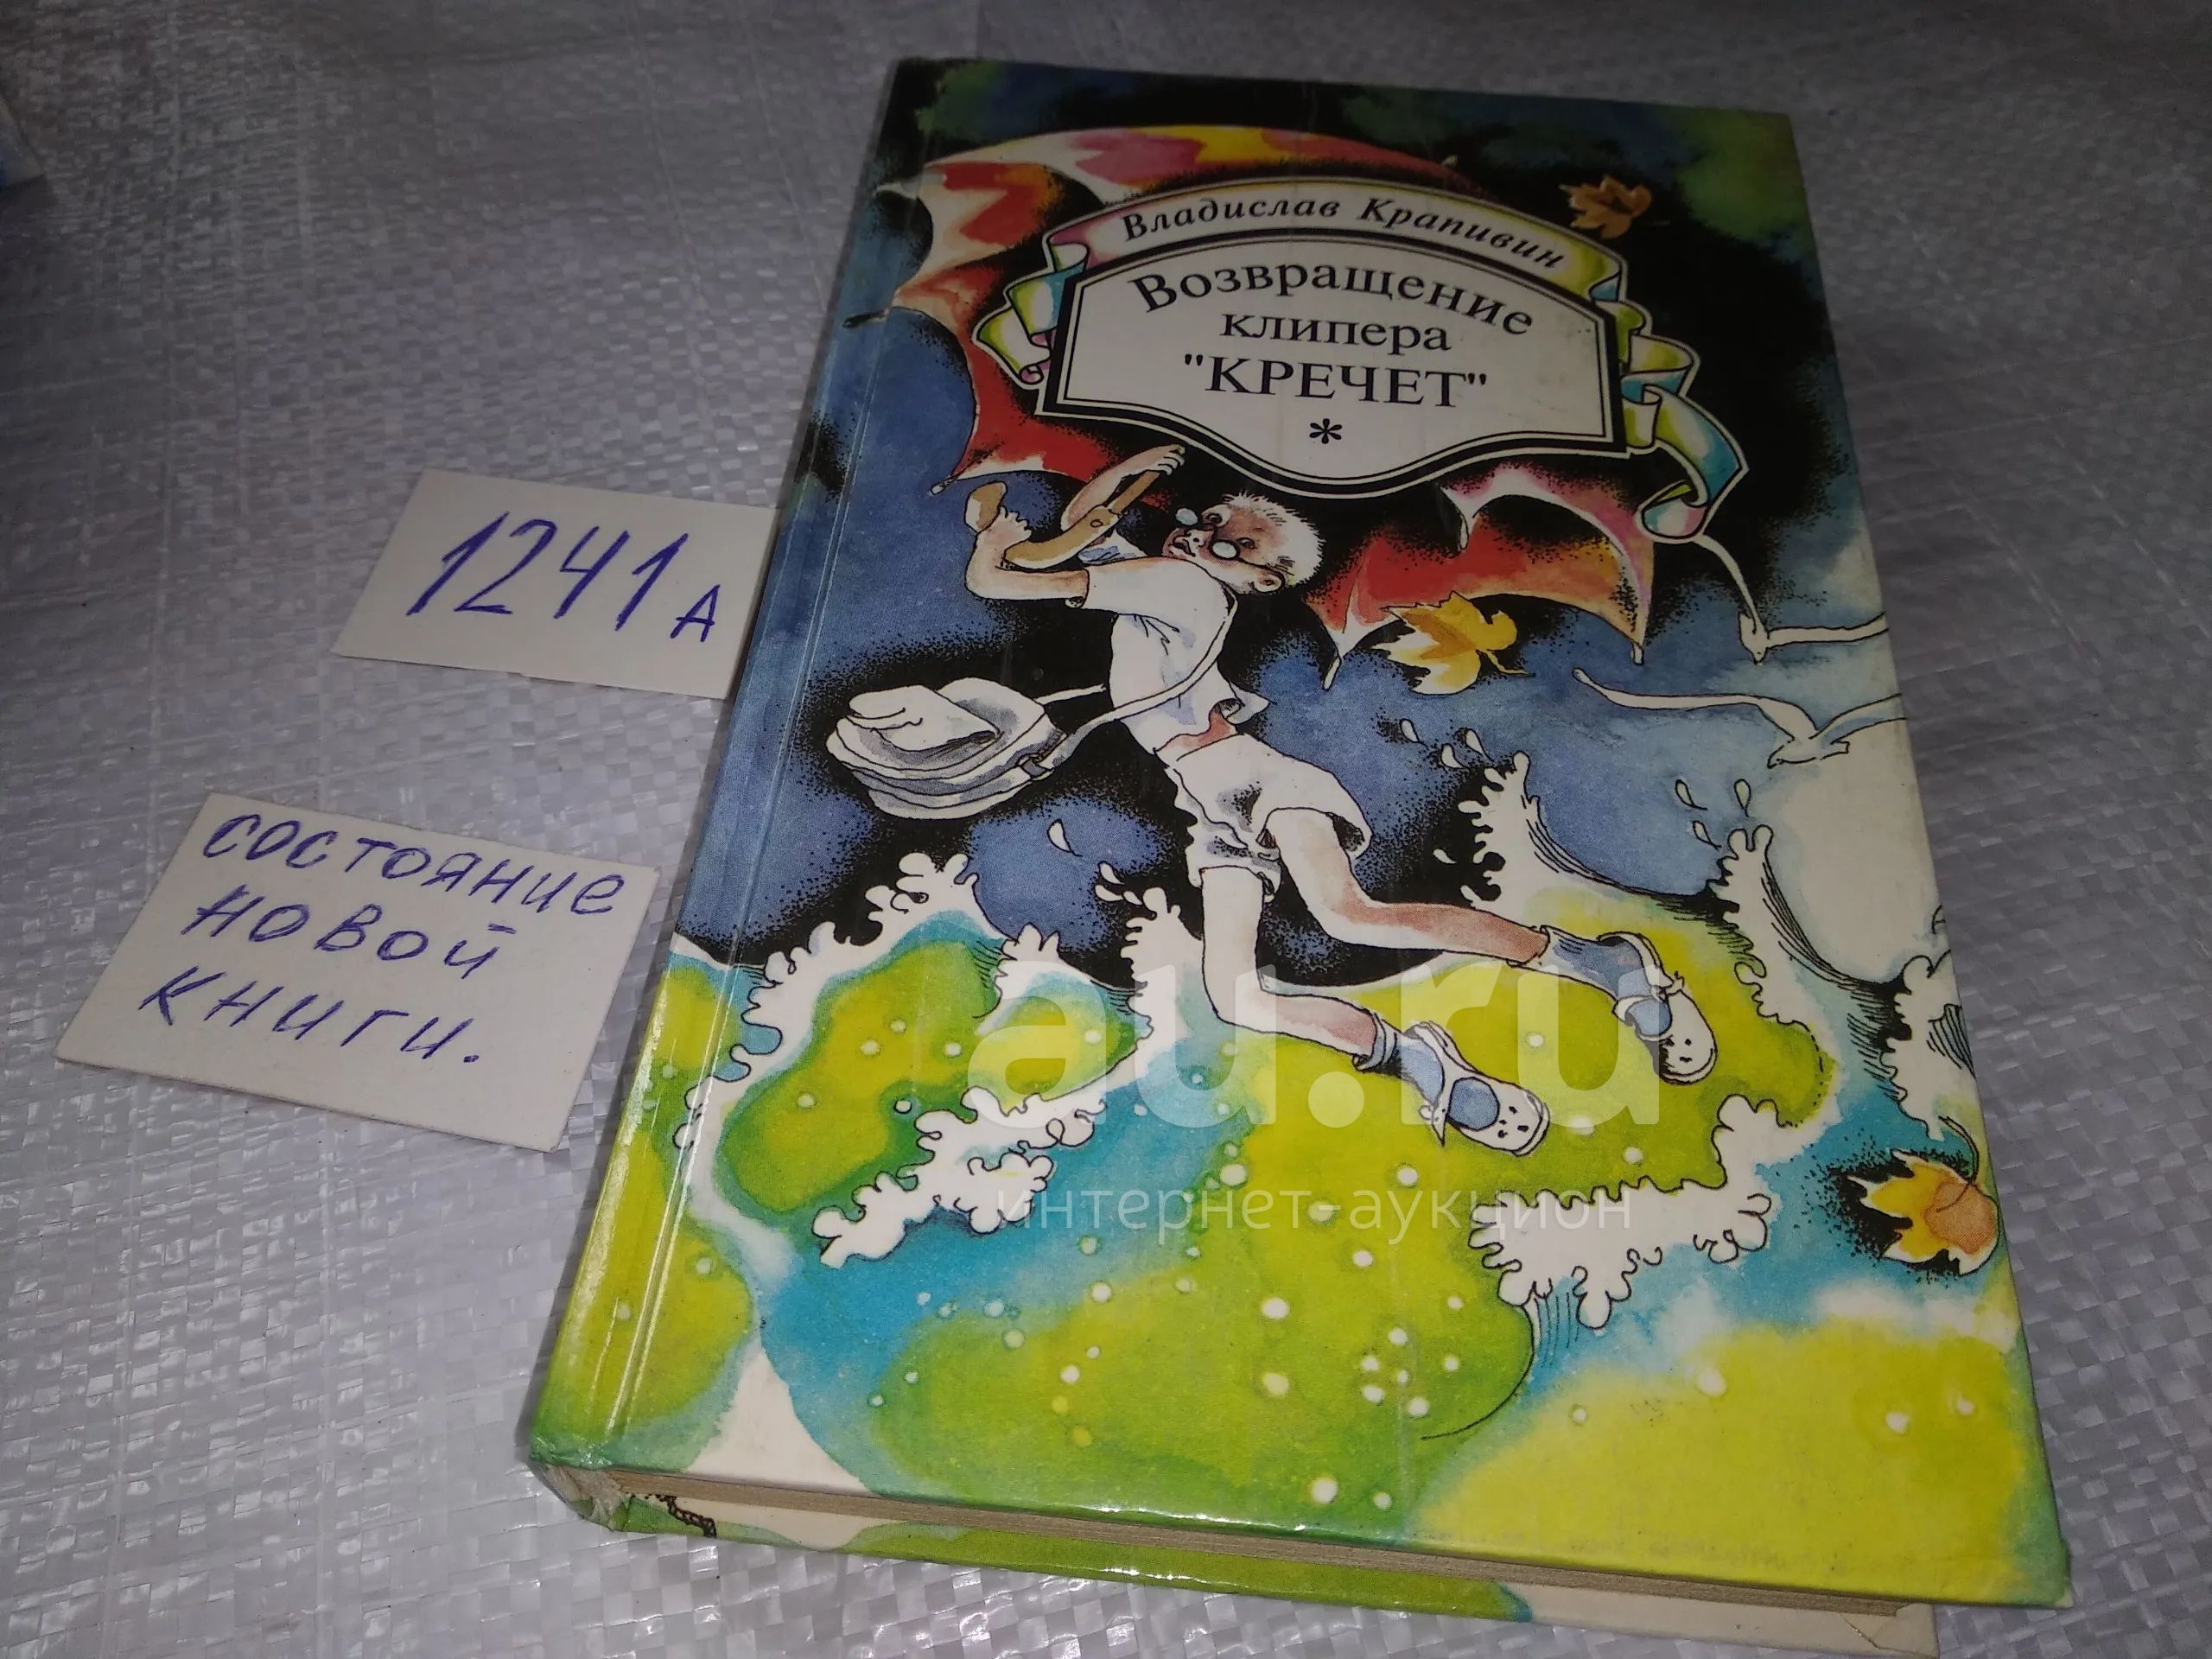 Владислав Крапивин
Возвращение
клипера
"КРЕЧЕТ"
*
1241 А
состояние
новой
книги.
au.ru
интернет-аукцион